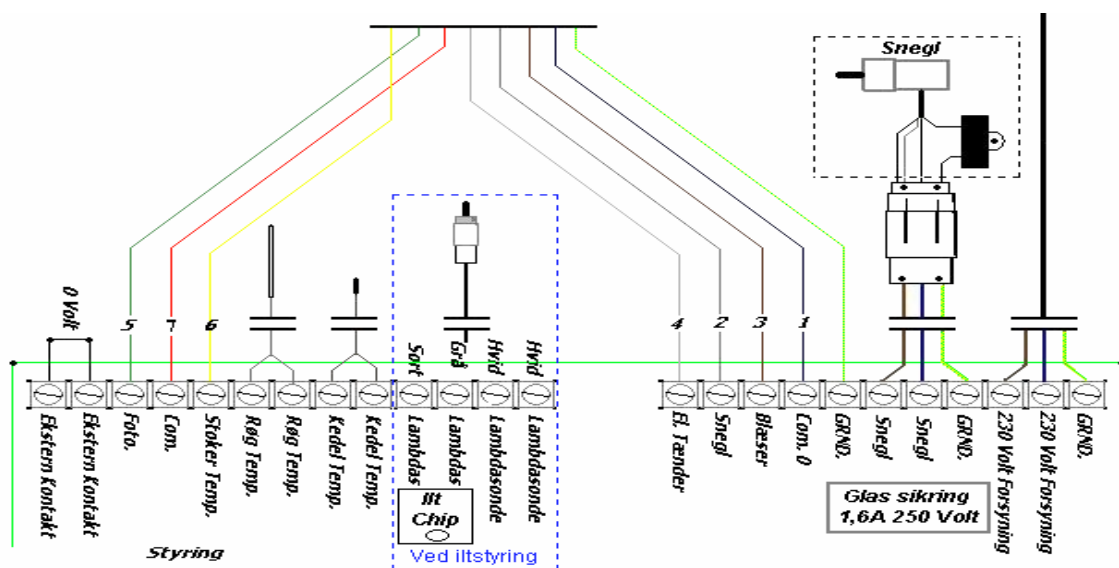 Snegl
0 Volt
5
7
6
4
2
3
1
Sort
Grå
Hvid
Hvid
Ekstern Kontakt
Ekstern Kontakt
Foto.
Com.
Stoker Temp.
Røg Temp.
Røg Temp.
Kedel Temp.
Kedel Temp.
Lambdas
Lambdas
Lambdasonde
Lambdasonde
El. Tænder
Snegl
Blæser
Com. 0
GRND.
Snegl
Snegl
GRND.
230 Volt Forsyning
230 Volt Forsyning
GRND.
Ilt
Chip
Glas sikring
1,6A 250 Volt
Styring
Ved iltstyring